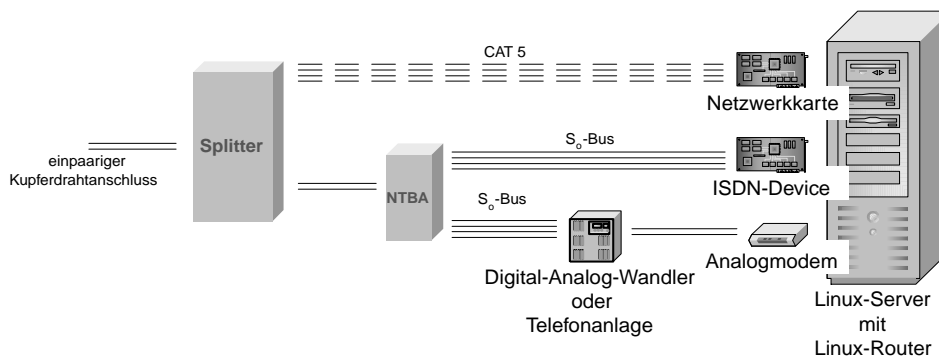 CAT 5
Netzwerkkarte
Splitter
einpaariger
Kupferdrahtanschluss
So-Bus
ISDN-Device
NTBA
So-Bus
Analogmodem
Digital-Analog-Wandler
oder
Telefonanlage
Linux-Server
mit
Linux-Router